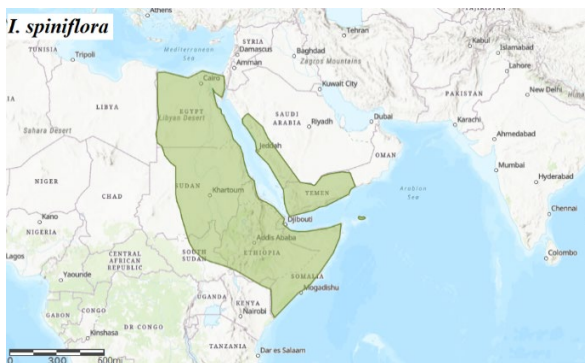 I. spiniflora
Athens
Tehran
Kabul
Islamabad
TUNISIA
Tripoli
Mediterranean
Sea
SYRIA
Damascus
Baghdad
Amman
Zagros Mountains
Lahore
Cairo
Kuwait City
New Delhi
LIBYA
EGYPT
Libyan Desert
PAKISTAN
SAUDI
ARABIA
Riyadh
Dubai
Karachi
Sahara Desert
Ahmedabad
Jeddah
OMAN
NIGER
CHAD
SUDAN
Khartoum
YEMEN
Arabian
Sea
Mumbai
Hyderabad
Kano
NIGERIA
Djibouti
Chennai
Addis Ababa
ETHIOPIA
SOUTH
SUDAN
CENTRAL
AFRICAN
REPUBLIC
Lagos
Yaounde
SOMALIA
Colombo
UGANDA
Mogadishu
KENYA
Nairobi
GABON
CONGO
DR CONGO
Kinshasa
TANZANIA
Dar es Salaam
0 300 600mi